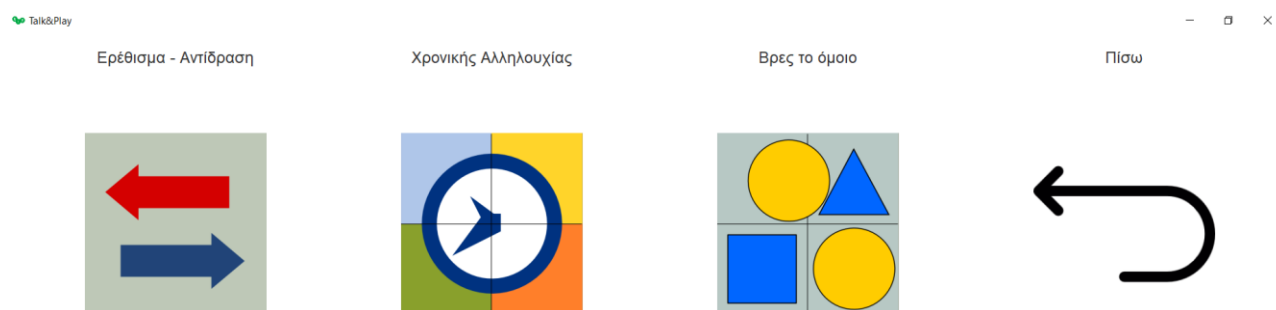 Talk&Play
Ερέθισμα - Αντίδραση
Χρονικής Αλληλουχίας
Βρες το όμοιο
Πίσω